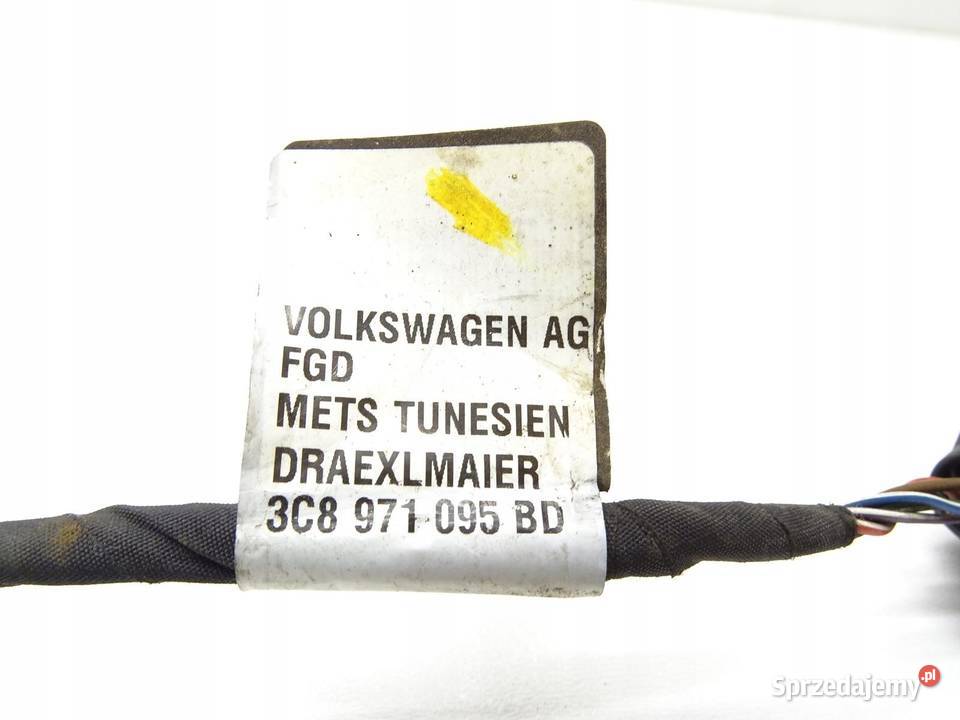 VOLKSWAGEN AG
FGD
METS TUNESIEN
DRAEXLMAIER
3C8 971 095 BD
Sprzedajemy.pl